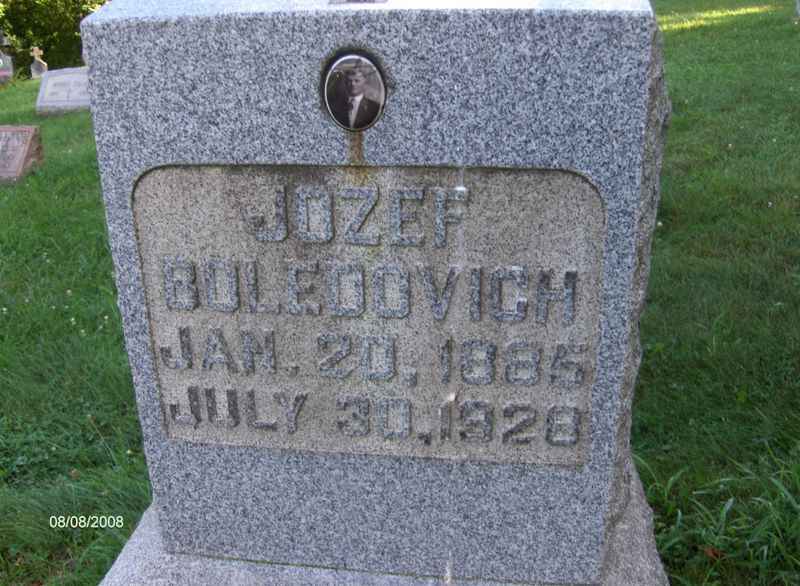 JOZEF
BOLEDOVICH
JAN. 20, 1885
JULY 30, 1928
08/08/2008